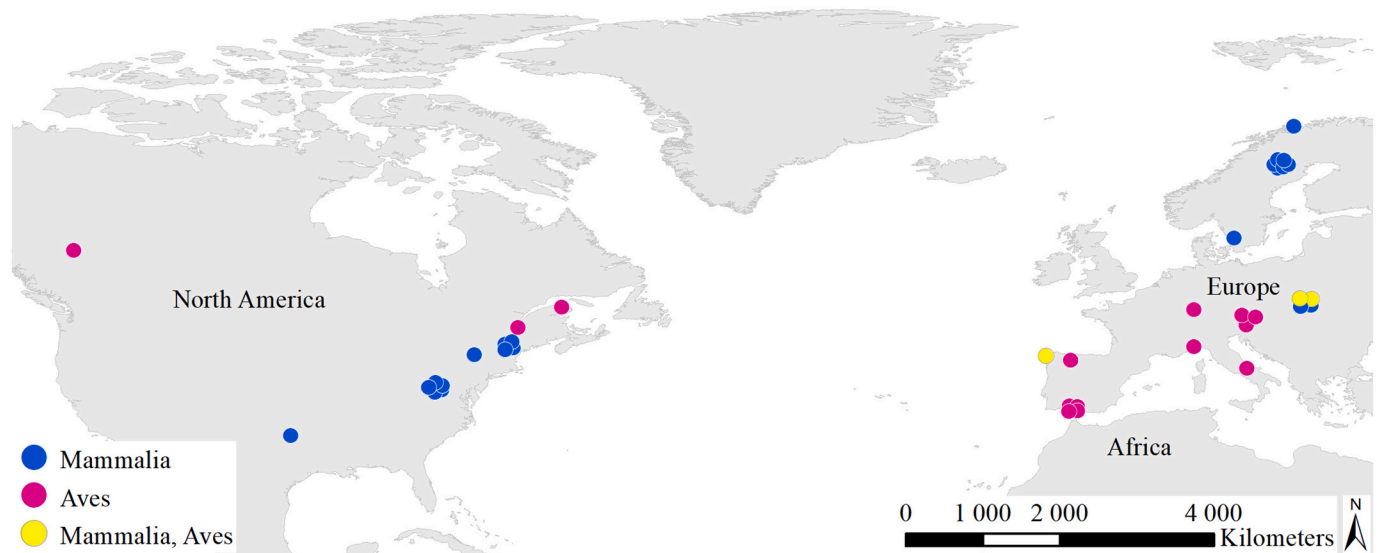 North America
Europe
Africa
Mammalia
Aves
Mammalia, Aves
0 1 000 2 000 4 000
Kilometers
N